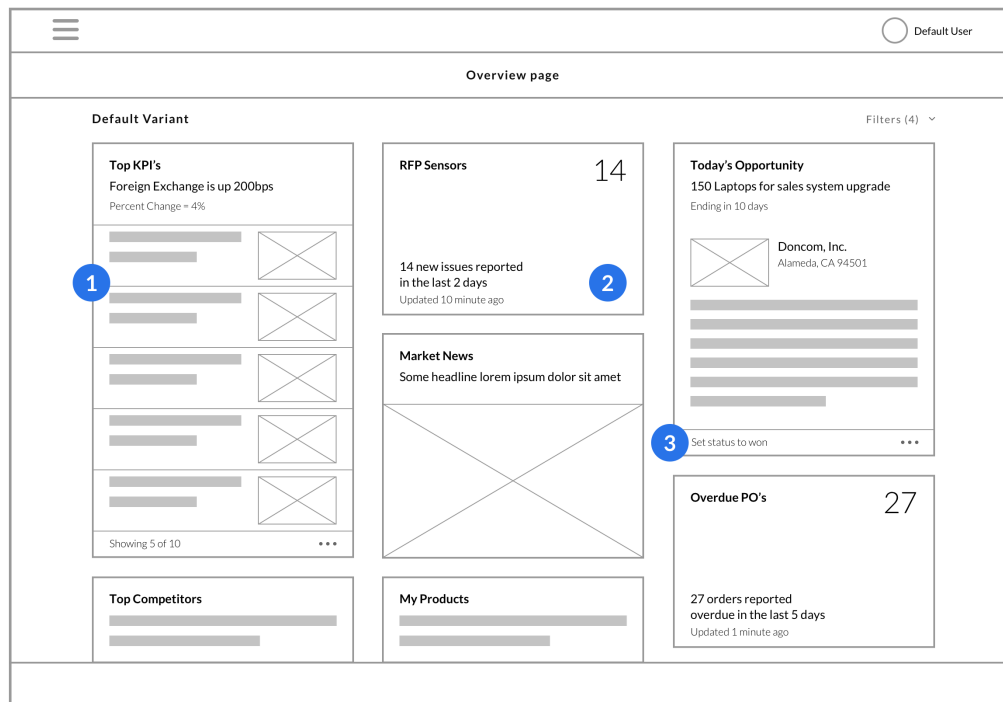 Default User
Overview page
Default Variant
Filters (4)
Top KPI's
Foreign Exchange is up 200bps
Percent Change = 4%
1
Showing 5 of 10
Top Competitors
RFP Sensors
14
14 new issues reported
in the last 2 days
Updated 10 minute ago
2
Market News
Some headline lorem ipsum dolor sit amet
My Products
Today's Opportunity
150 Laptops for sales system upgrade
Ending in 10 days
Doncom, Inc.
Alameda, CA 94501
3
Set status to won
Overdue PO's
27
27 orders reported
overdue in the last 5 days
Updated 1 minute ago